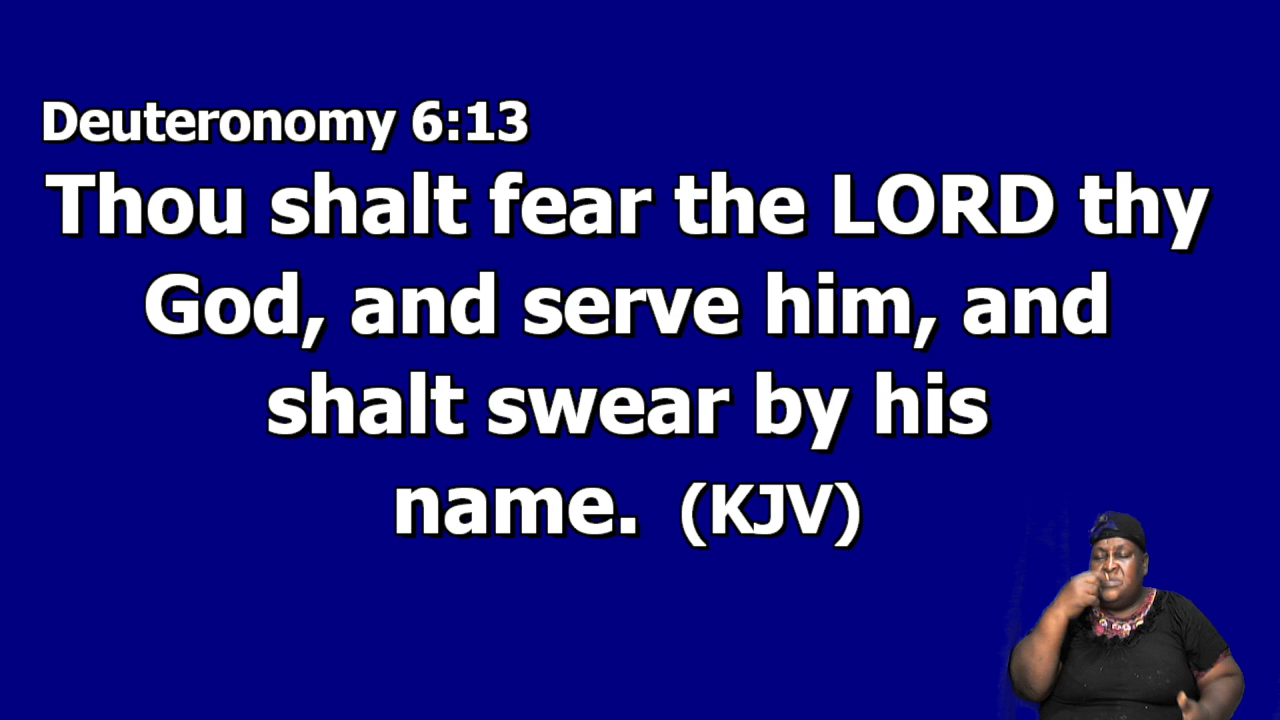 Deuteronomy 6:13
Thou shalt fear the LORD thy
God, and serve him, and
shalt swear by his
name. (KJV)